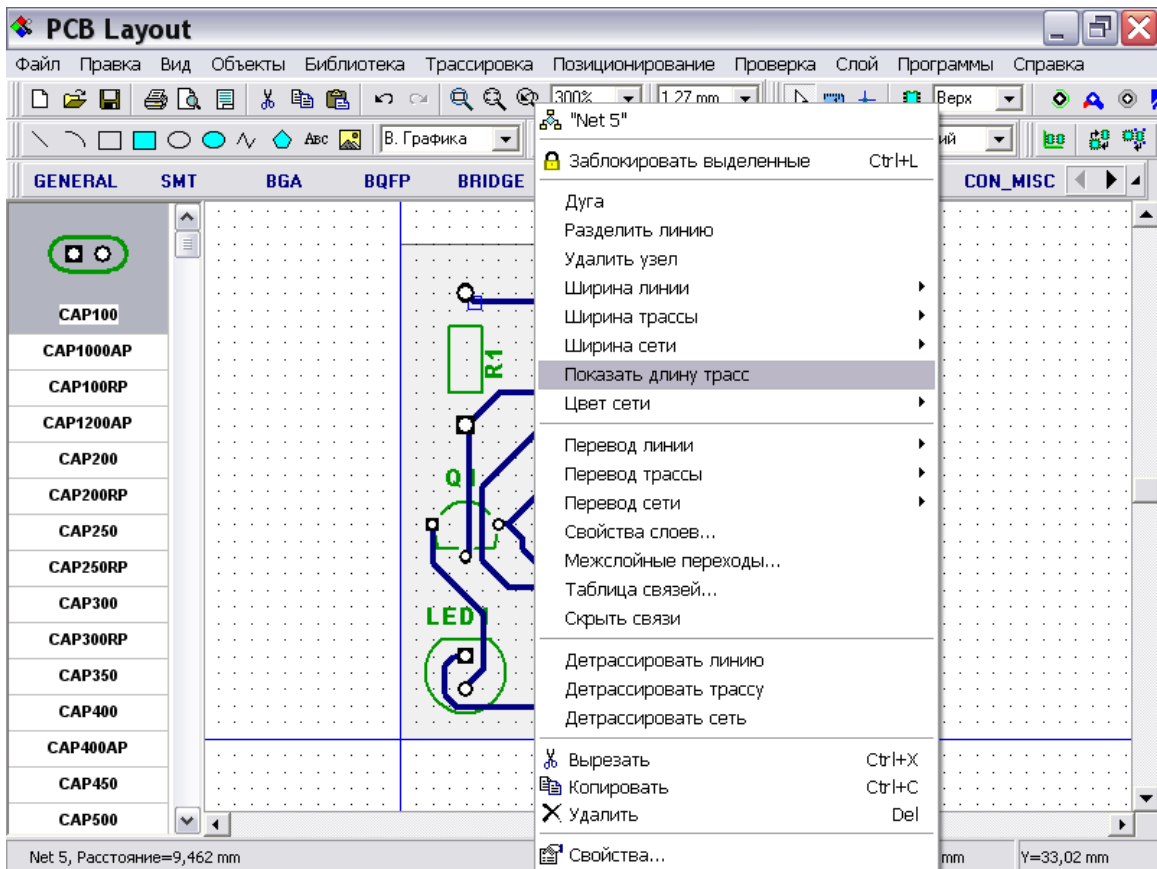 PCB Layout
Файл Правка Вид Объекты Библиотека Трассировка Позиционирование Проверка Слой Программы Справка
300% 1,27 mm Верх
Abc В. Графика ий
GENERAL SMT BGA BQFP BRIDGE CON_MISC
"Net 5"
Заблокировать выделенные Ctrl+L
Дуга
Разделить линию
Удалить узел
Ширина линии
Ширина трассы
Ширина сети
Показать длину трасс
Цвет сети
Перевод линии
Перевод трассы
Перевод сети
Свойства слоев...
Межслойные переходы...
Таблица связей...
Скрыть связи
Детрассировать линию
Детрассировать трассу
Детрассировать сеть
Вырезать Ctrl+X
Копировать Ctrl+C
Удалить Del
Свойства...
CAP100
CAP1000AP
CAP100RP
CAP1200AP
CAP200
CAP200RP
CAP250
CAP250RP
CAP300
CAP300RP
CAP350
CAP400
CAP400AP
CAP450
CAP500
R1
Q1
LED1
Net 5, Расстояние=9,462 mm mm Y=33,02 mm